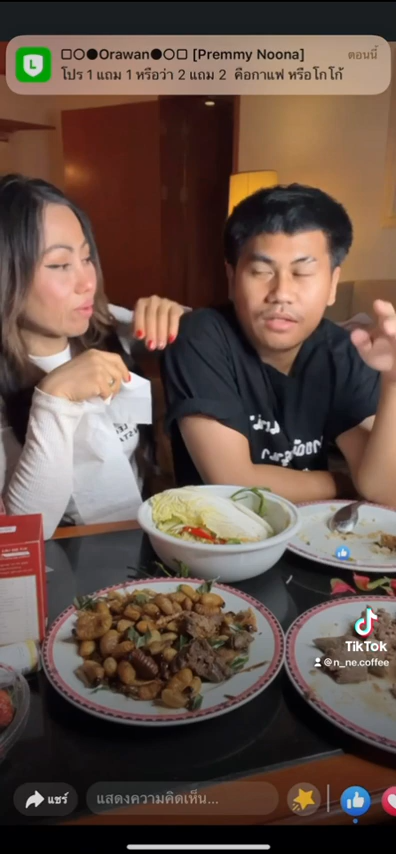 □○●Orawan●○□ [Premmy Noona]
ตอนนี้
โปร 1 แถม 1 หรือว่า 2 แถม 2 คือกาแฟ หรือโกโก้
TikTok
@n_ne.coffee
แชร์
แสดงความคิดเห็น...